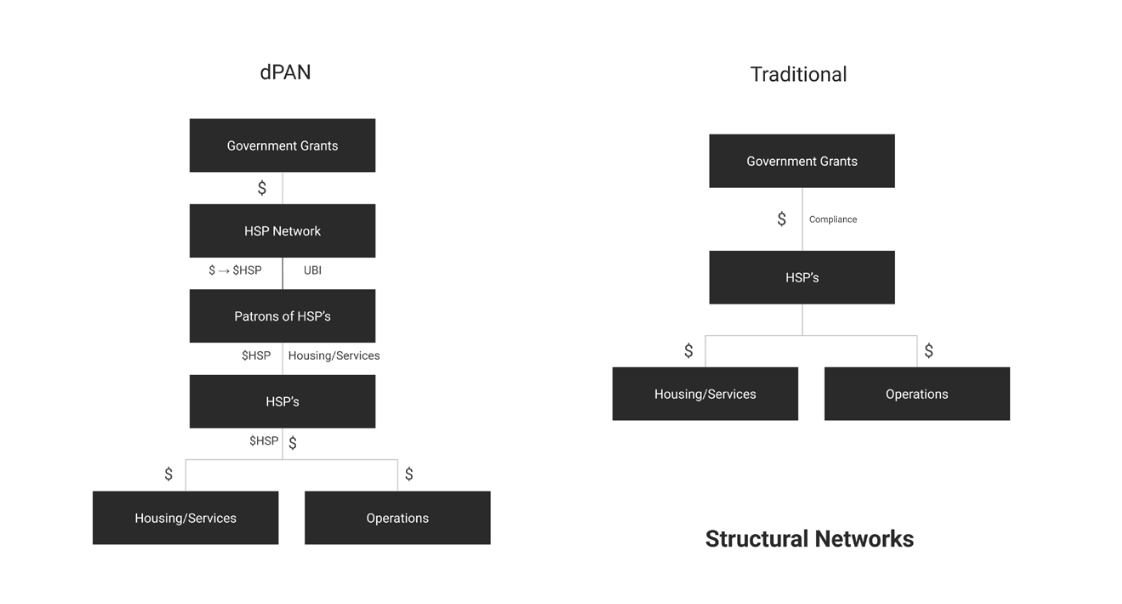 dPAN
Government Grants
$
HSP Network
$ → $HSP UBI
Patrons of HSP's
$HSP Housing/Services
HSP's
$HSP $
$ $
Housing/Services Operations
Traditional
Government Grants
$ Compliance
HSP's
$ $
Housing/Services Operations
Structural Networks